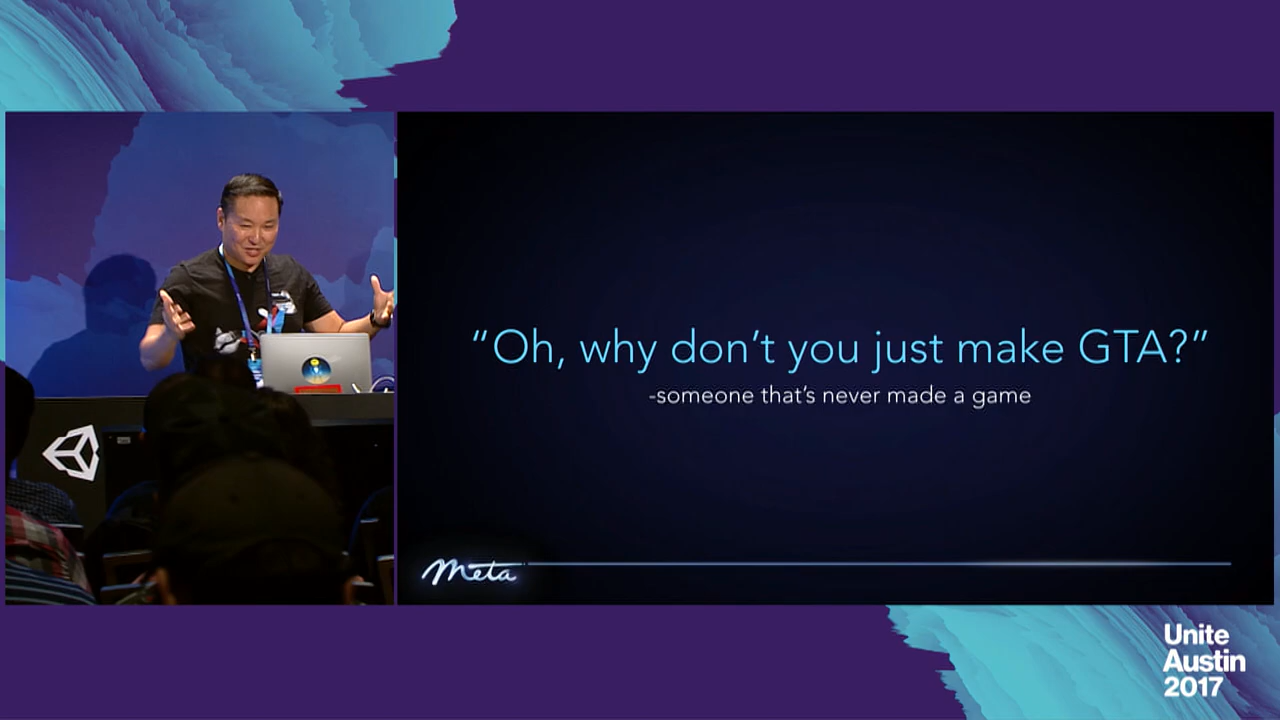 “Oh, why don’t you just make GTA?”
-someone that’s never made a game
Meta
Unite
Austin
2017